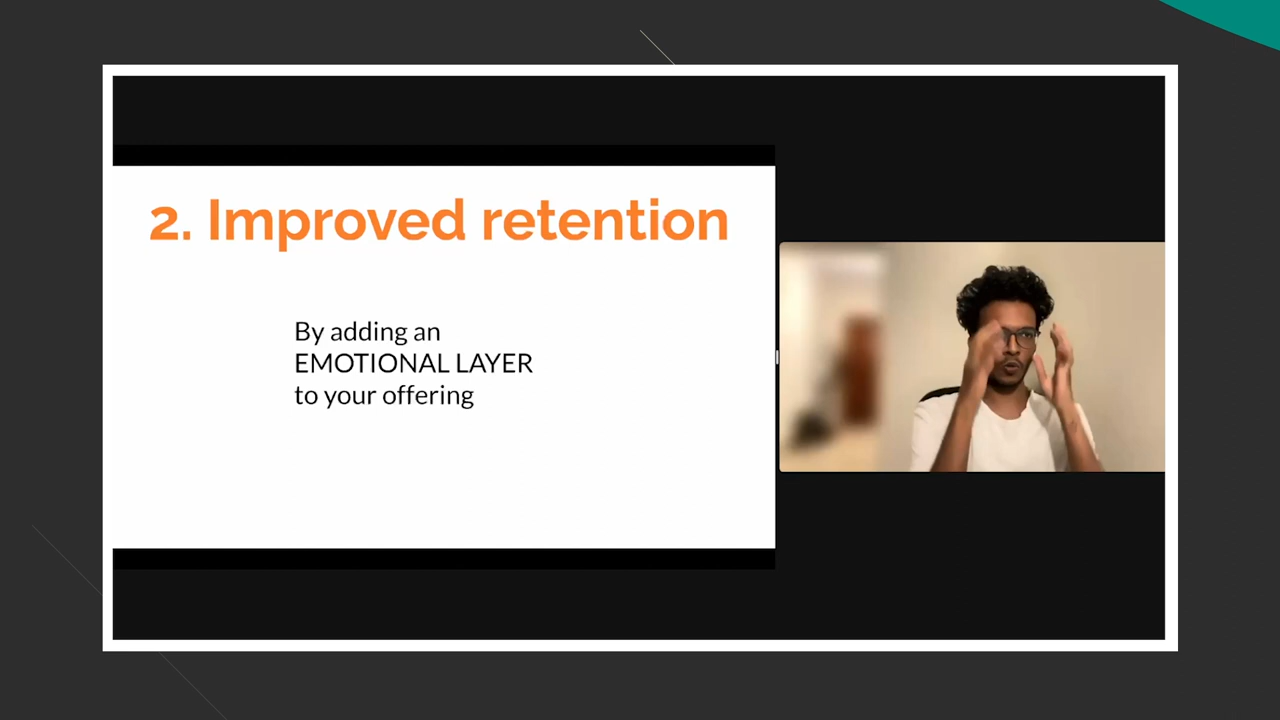 2. Improved retention
By adding an
EMOTIONAL LAYER
to your offering